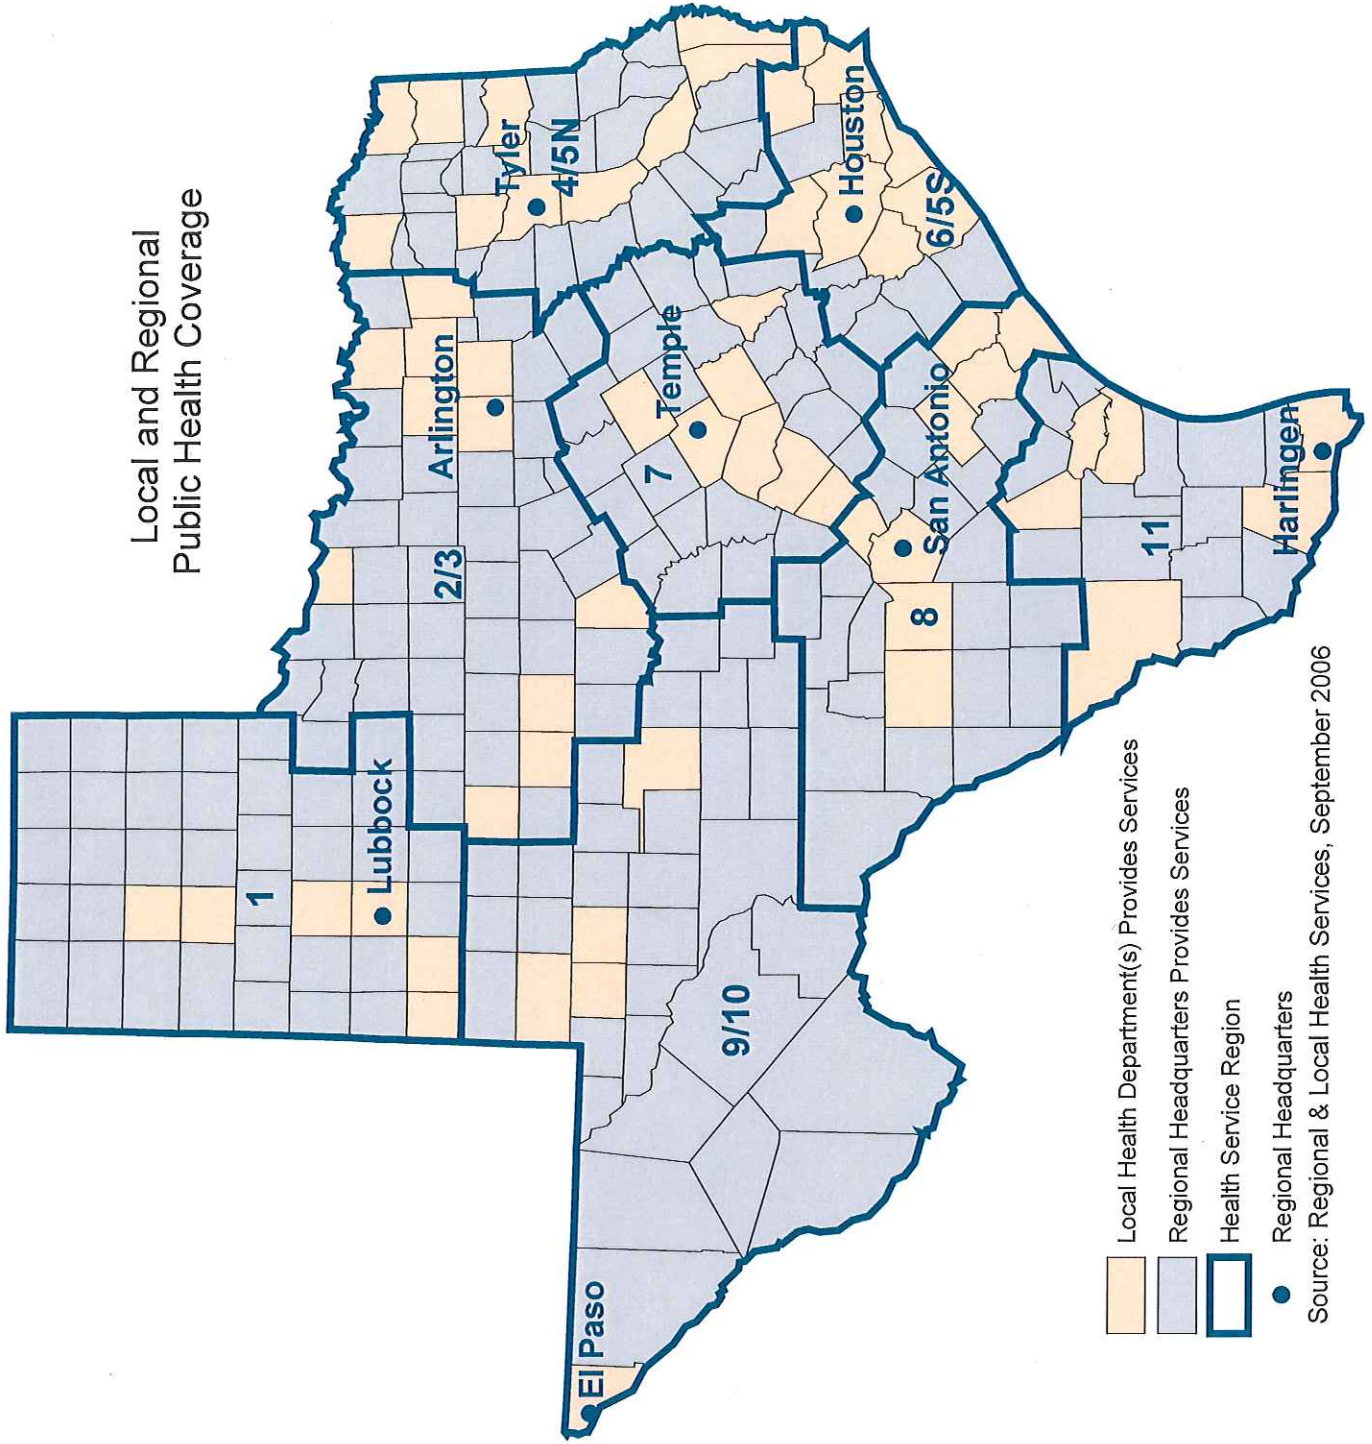 Local and Regional
Public Health Coverage
1
Lubbock
2/3
Arlington
Tyler
4/5N
El Paso
9/10
7
Temple
Houston
6/5S
8
San Antonio
11
Harlingen
Local Health Department(s) Provides Services
Regional Headquarters Provides Services
Health Service Region
Regional Headquarters
Source: Regional & Local Health Services, September 2006